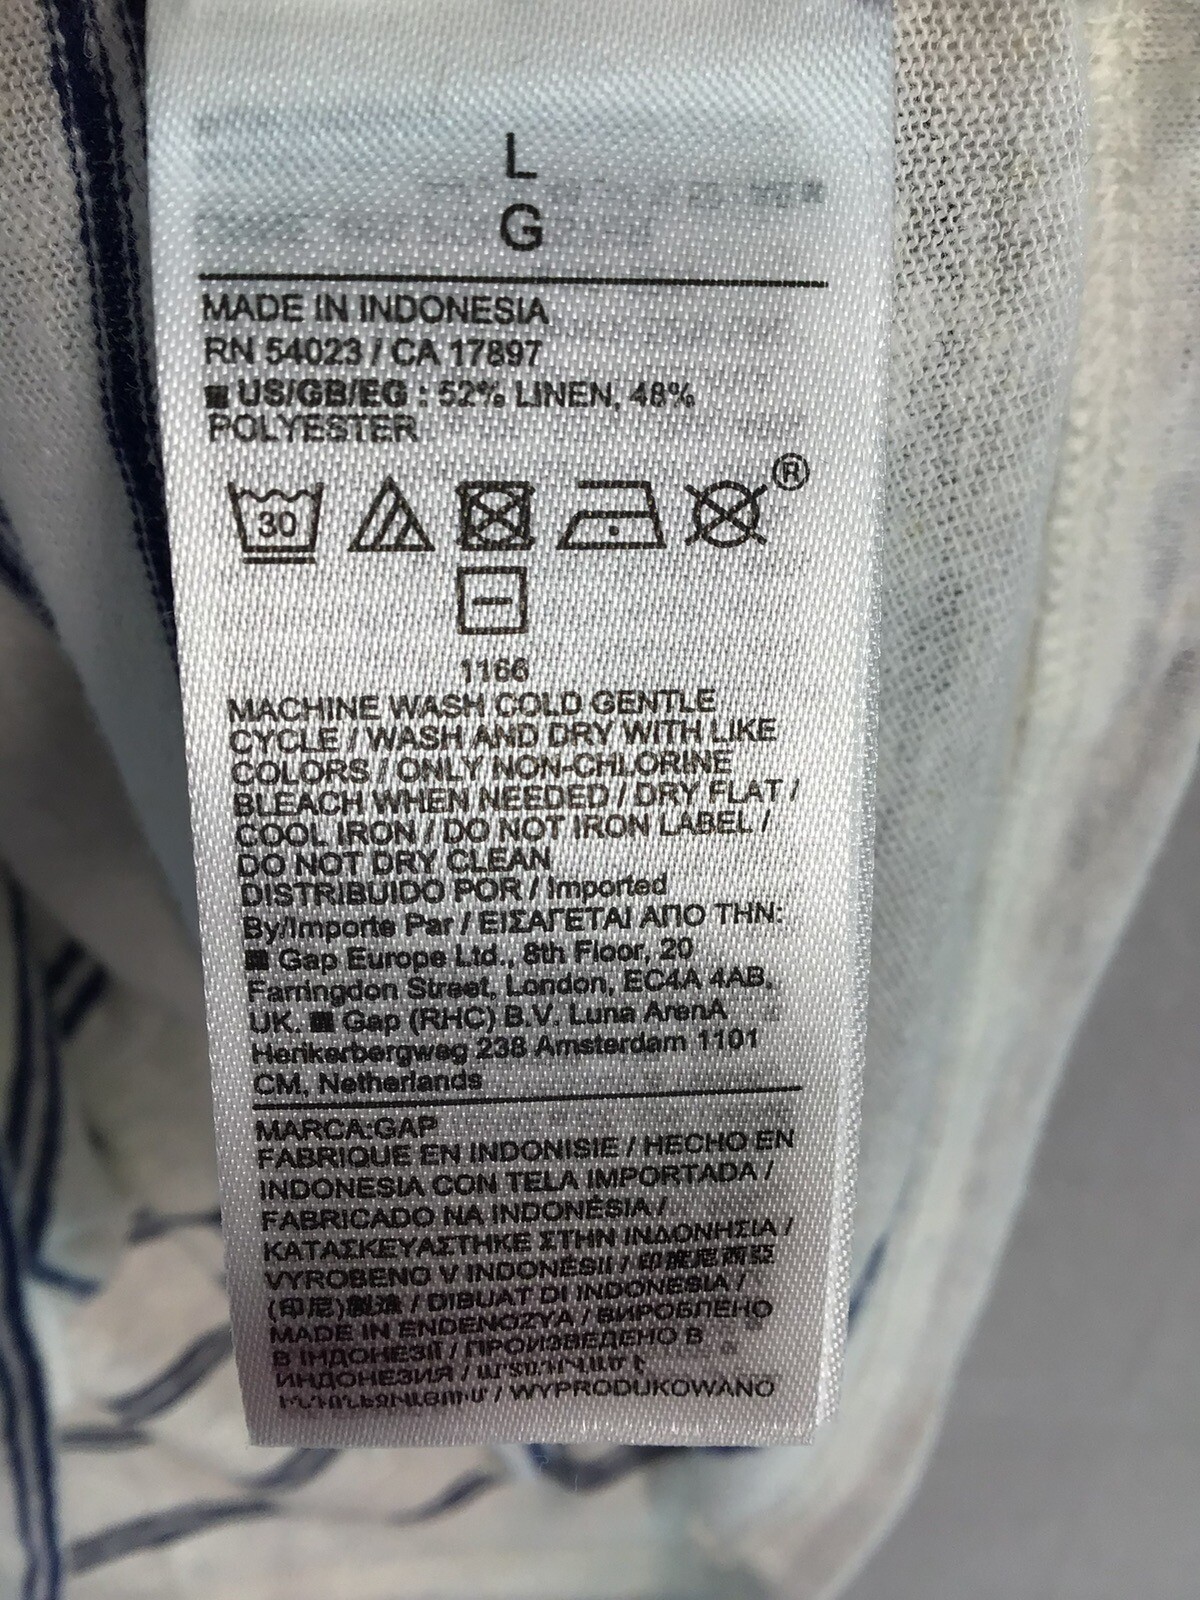 L
G
MADE IN INDONESIA
RN 54023 / CA 17897
■ US/GB/EG : 52% LINEN, 48%
POLYESTER
30
®
1166
MACHINE WASH COLD GENTLE
CYCLE / WASH AND DRY WITH LIKE
COLORS / ONLY NON-CHLORINE
BLEACH WHEN NEEDED / DRY FLAT /
COOL IRON / DO NOT IRON LABEL /
DO NOT DRY CLEAN
DISTRIBUIDO POR / Imported
By/Importe Par / ΕΙΣΑΓΕΤΑΙ ΑΠΟ ΤΗΝ:
■ Gap Europe Ltd., 8th Floor, 20
Farringdon Street, London, EC4A 4AB,
UK. ■ Gap (RHC) B.V. Luna ArenA
Herikerbergweg 238 Amsterdam 1101
CM, Netherlands
MARCA:GAP
FABRIQUE EN INDONISIE / HECHO EN
INDONESIA CON TELA IMPORTADA /
FABRICADO NA INDONÉSIA /
ΚΑΤΑΣΚΕΥΑΣΤΗΚΕ ΣΤΗΝ ΙΝΔΟΝΗΣΙΑ /
VYROBENO V INDONÉSII / 印度尼西亞
(印尼)製造 / DIBUAT DI INDONESIA /
MADE IN ENDENOZYA / ВИРОБЛЕНО
В ІНДОНЕЗІЇ / ПРОИЗВЕДЕНО В
ИНДОНЕЗИЯ /
/ WYPRODUKOWANO